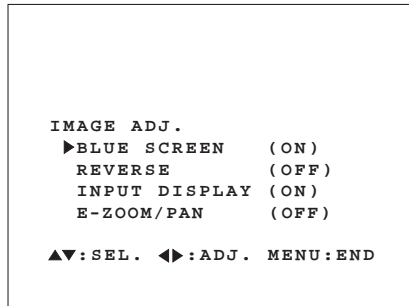 IMAGE ADJ.
▶BLUE SCREEN (ON)
REVERSE (OFF)
INPUT DISPLAY (ON)
E-ZOOM/PAN (OFF)
▲▼:SEL. ◀▶:ADJ. MENU:END